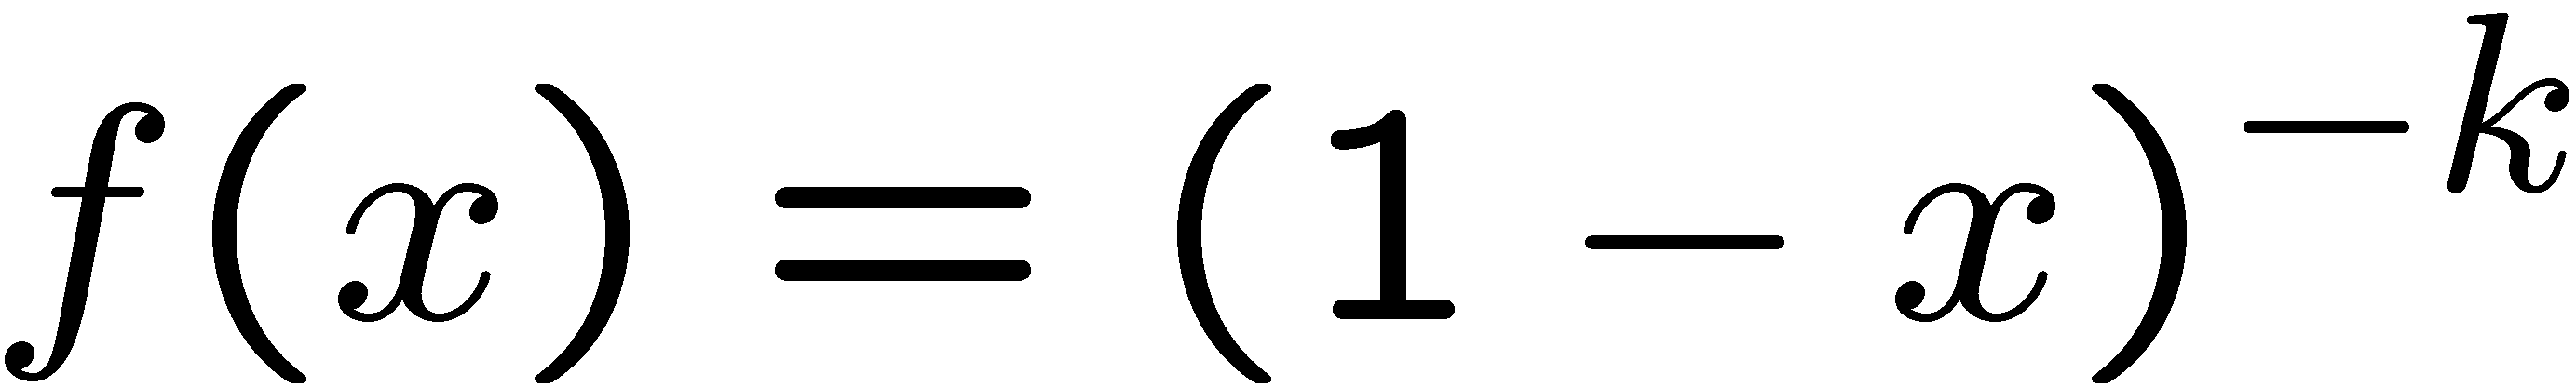 f(x) = (1 − x)^{−k}